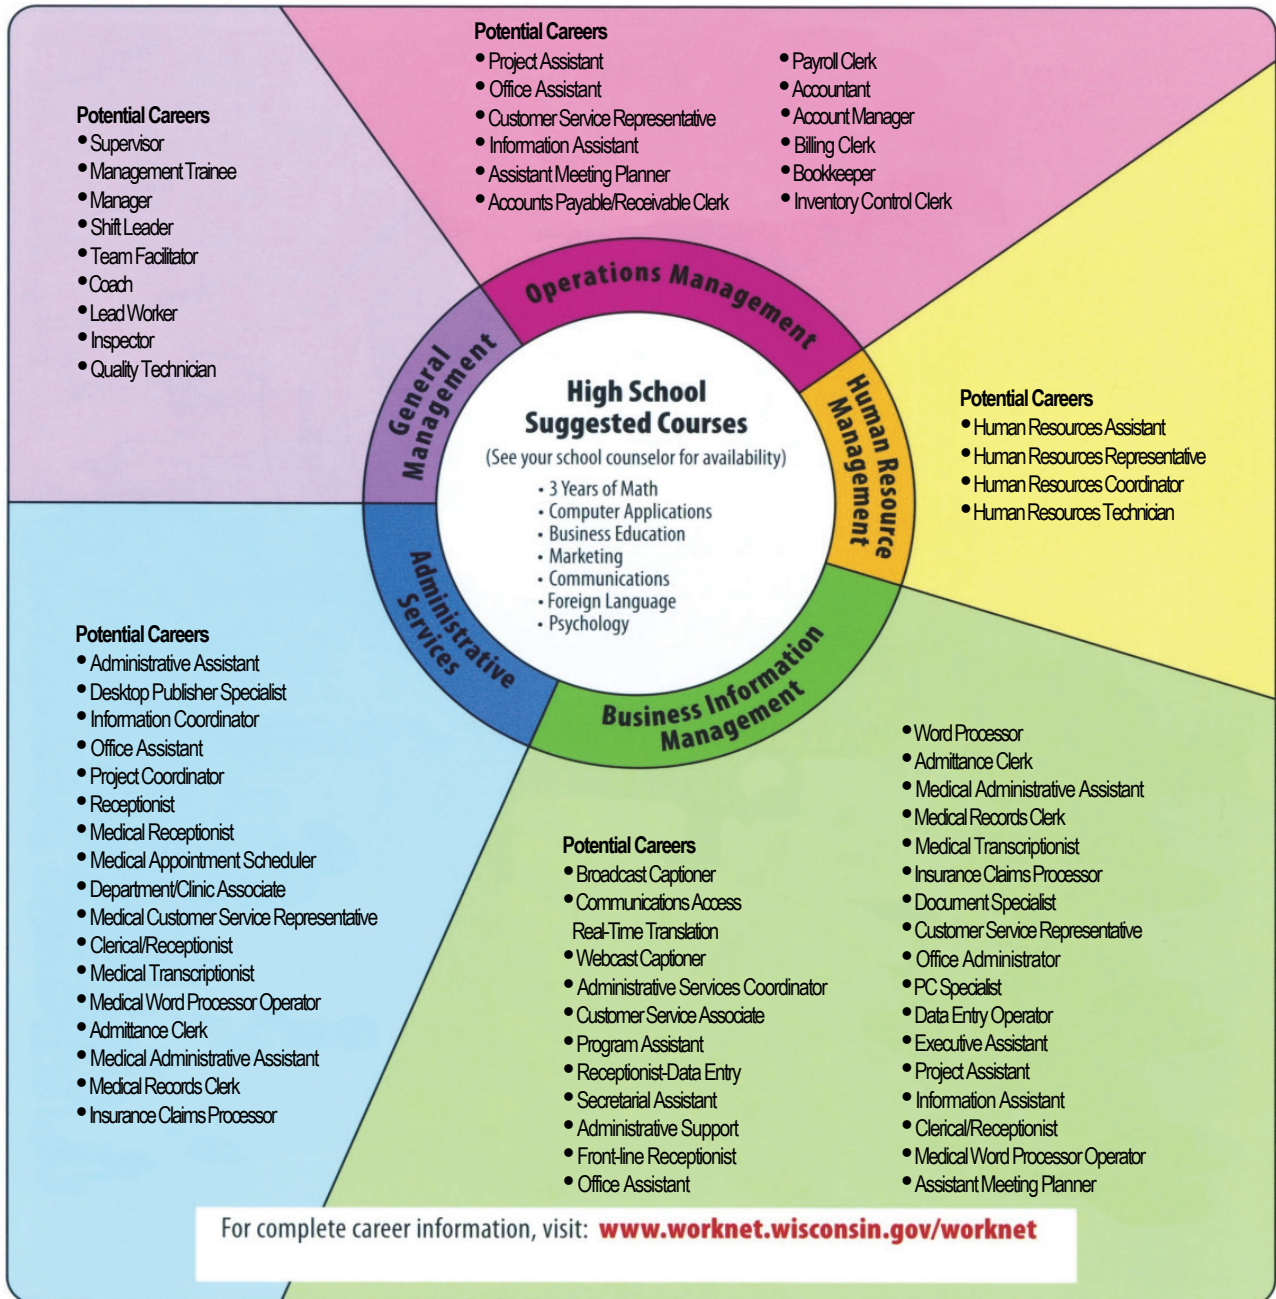 Potential Careers
• Project Assistant
• Office Assistant
• Customer Service Representative
• Information Assistant
• Assistant Meeting Planner
• Accounts Payable/Receivable Clerk
• Payroll Clerk
• Accountant
• Account Manager
• Billing Clerk
• Bookkeeper
• Inventory Control Clerk
Potential Careers
• Supervisor
• Management Trainee
• Manager
• Shift Leader
• Team Facilitator
• Coach
• Lead Worker
• Inspector
• Quality Technician
Operations Management
General
Management
Human Resource
Management
High School
Suggested Courses
(See your school counselor for availability)
• 3 Years of Math
• Computer Applications
• Business Education
• Marketing
• Communications
• Foreign Language
• Psychology
Potential Careers
• Human Resources Assistant
• Human Resources Representative
• Human Resources Coordinator
• Human Resources Technician
Administrative
Services
Business Information
Management
Potential Careers
• Administrative Assistant
• Desktop Publisher Specialist
• Information Coordinator
• Office Assistant
• Project Coordinator
• Receptionist
• Medical Receptionist
• Medical Appointment Scheduler
• Department/Clinic Associate
• Medical Customer Service Representative
• Clerical/Receptionist
• Medical Transcriptionist
• Medical Word Processor Operator
• Admittance Clerk
• Medical Administrative Assistant
• Medical Records Clerk
• Insurance Claims Processor
Potential Careers
• Broadcast Captioner
• Communications Access
Real-Time Translation
• Webcast Captioner
• Administrative Services Coordinator
• Customer Service Associate
• Program Assistant
• Receptionist-Data Entry
• Secretarial Assistant
• Administrative Support
• Front-line Receptionist
• Office Assistant
• Word Processor
• Admittance Clerk
• Medical Administrative Assistant
• Medical Records Clerk
• Medical Transcriptionist
• Insurance Claims Processor
• Document Specialist
• Customer Service Representative
• Office Administrator
• PC Specialist
• Data Entry Operator
• Executive Assistant
• Project Assistant
• Information Assistant
• Clerical/Receptionist
• Medical Word Processor Operator
• Assistant Meeting Planner
For complete career information, visit: www.worknet.wisconsin.gov/worknet